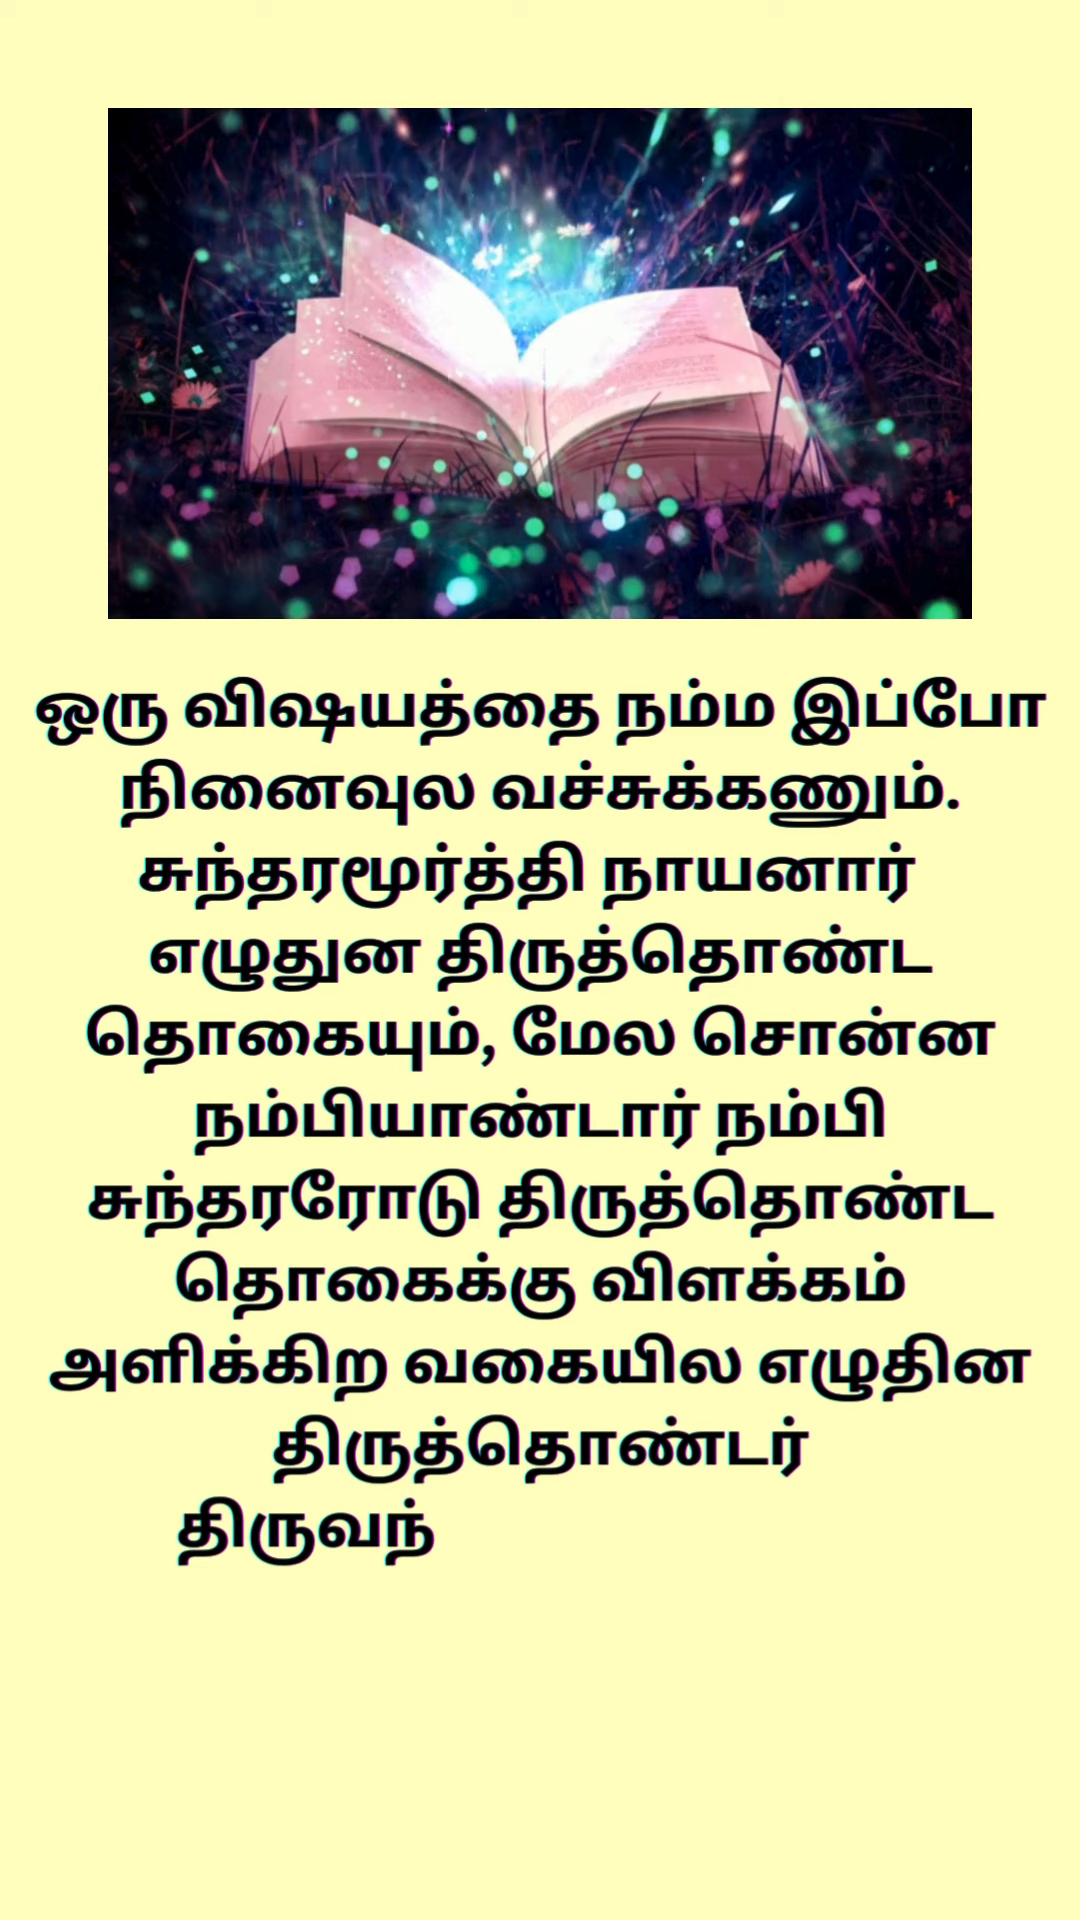 ஒரு விஷயத்தை நம்ம இப்போ
நினைவுல வச்சுக்கணும்.
சுந்தரமூர்த்தி நாயனார்
எழுதுன திருத்தொண்ட
தொகையும், மேல சொன்ன
நம்பியாண்டார் நம்பி
சுந்தரரோடு திருத்தொண்ட
தொகைக்கு விளக்கம்
அளிக்கிற வகையில எழுதின
திருத்தொண்டர்
திருவந்